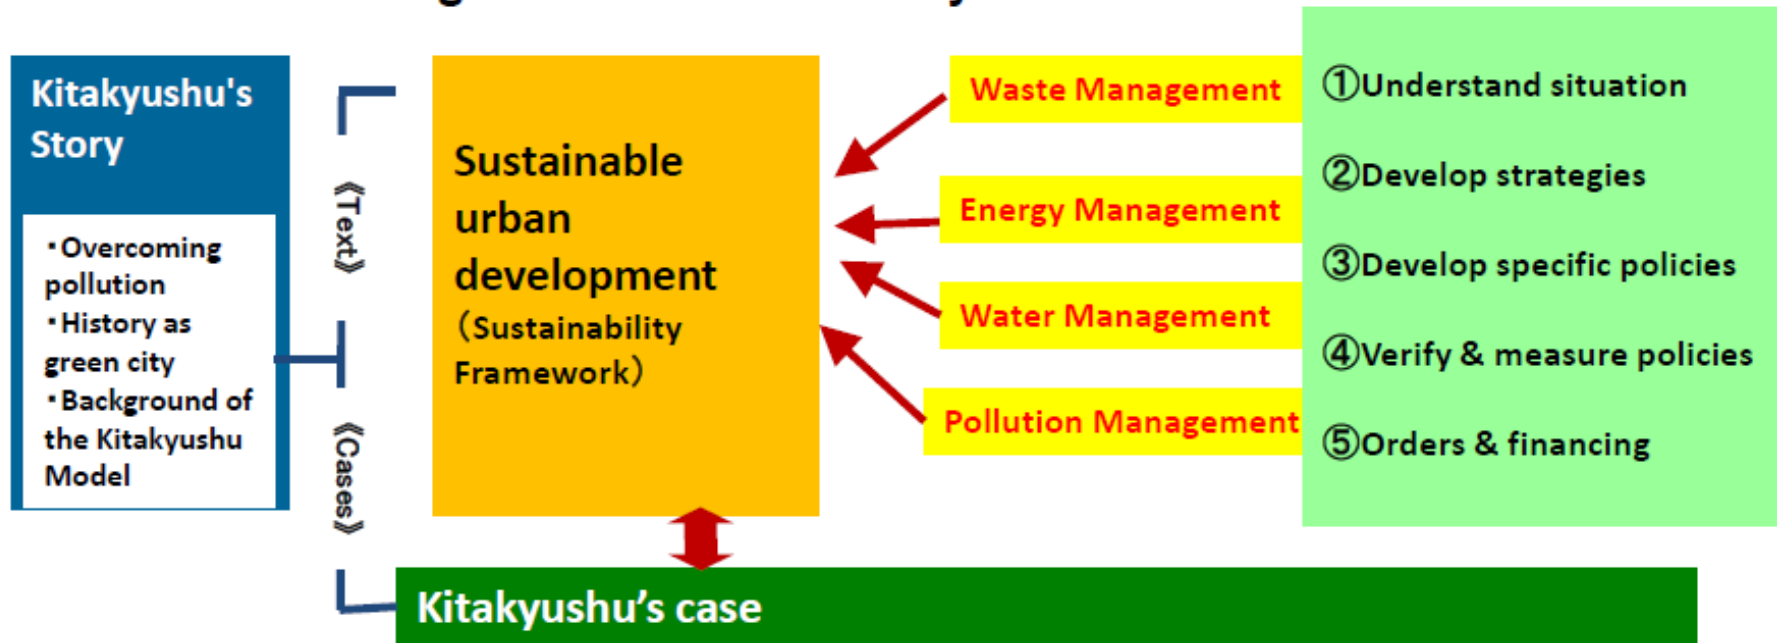 Kitakyushu's
Story
・Overcoming
pollution
・History as
green city
・Background of
the Kitakyushu
Model
《Text》
《Cases》
Sustainable
urban
development
（Sustainability
Framework）
Waste Management
Energy Management
Water Management
Pollution Management
①Understand situation
②Develop strategies
③Develop specific policies
④Verify & measure policies
⑤Orders & financing
Kitakyushu’s case